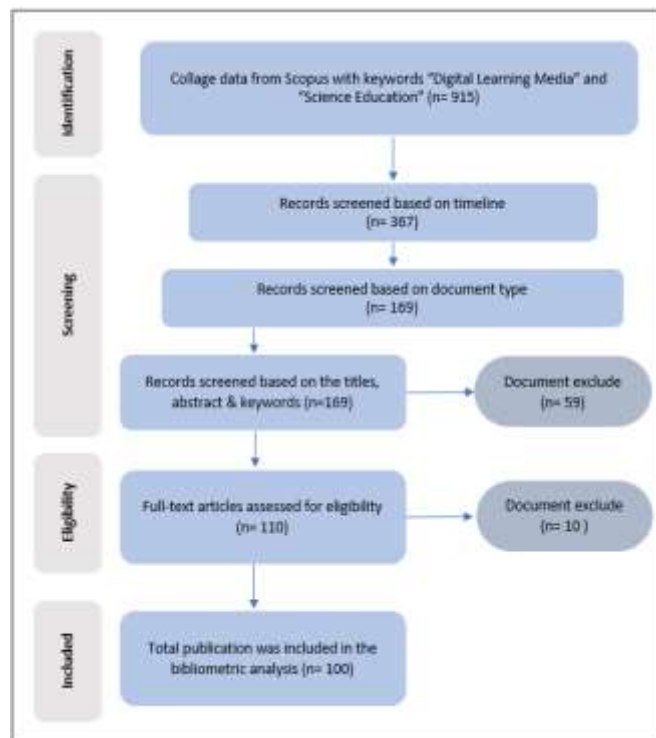 Identification
Collage data from Scopus with keywords "Digital Learning Media" and
"Science Education" (n= 915)
Screening
Records screened based on timeline
(n= 367)
Records screened based on document type
(n= 169)
Records screened based on the titles,
abstract & keywords (n=169)
Document exclude
(n= 59)
Eligibility
Full-text articles assessed for eligibility
(n= 110)
Document exclude
(n= 10 )
Included
Total publication was included in the
bibliometric analysis (n= 100)